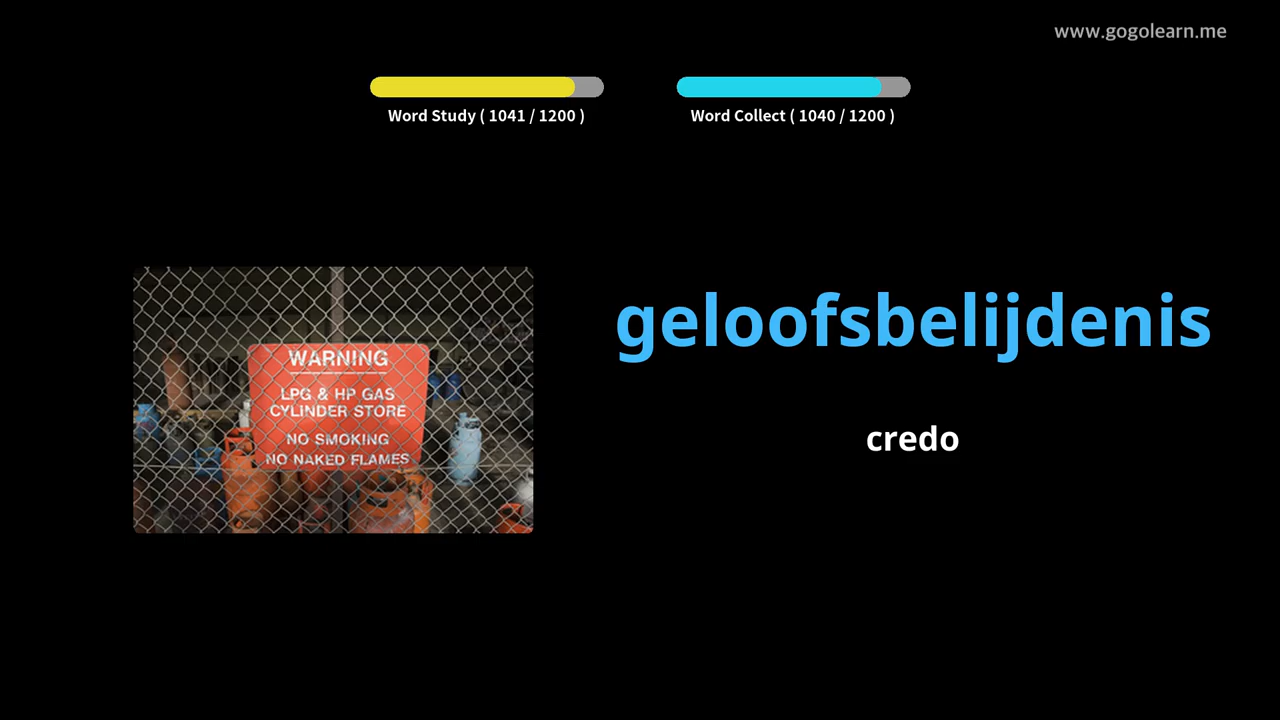 www.gogolearn.me
Word Study ( 1041 / 1200 )
Word Collect ( 1040 / 1200 )
WARNING
LPG & HP GAS
CYLINDER STORE
NO SMOKING
NO NAKED FLAMES
geloofsbelijdenis
credo